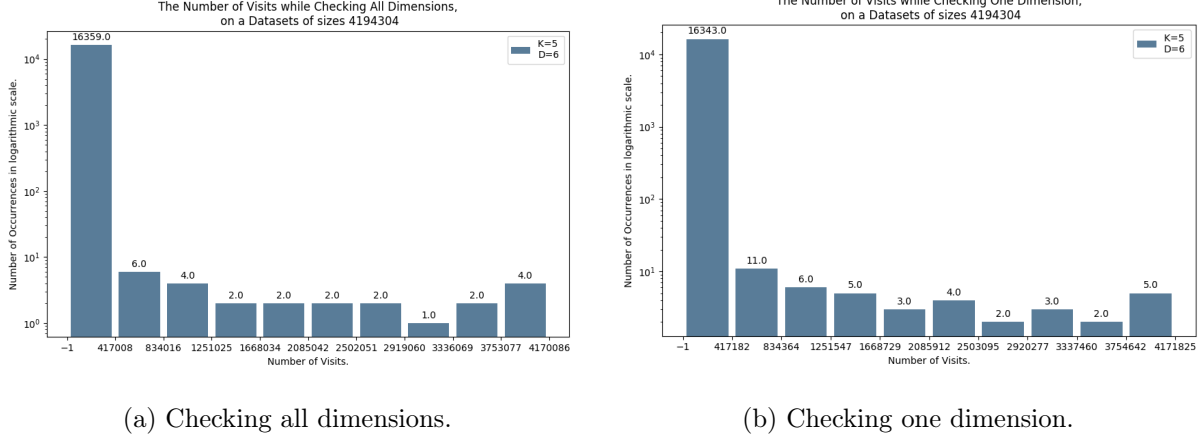 The Number of Visits while Checking All Dimensions,
on a Datasets of sizes 4194304
Number of Occurrences in logarithmic scale.
10^4
10^3
10^2
10^1
10^0
16359.0
6.0
4.0
2.0
2.0
2.0
2.0
1.0
2.0
4.0
K=5
D=6
−1 417008 834016 1251025 1668034 2085042 2502051 2919060 3336069 3753077 4170086
Number of Visits.
(a) Checking all dimensions.
The Number of Visits while Checking One Dimension,
on a Datasets of sizes 4194304
Number of Occurrences in logarithmic scale.
10^4
10^3
10^2
10^1
16343.0
11.0
6.0
5.0
3.0
4.0
2.0
3.0
2.0
5.0
K=5
D=6
−1 417182 834364 1251547 1668729 2085912 2503095 2920277 3337460 3754642 4171825
Number of Visits.
(b) Checking one dimension.